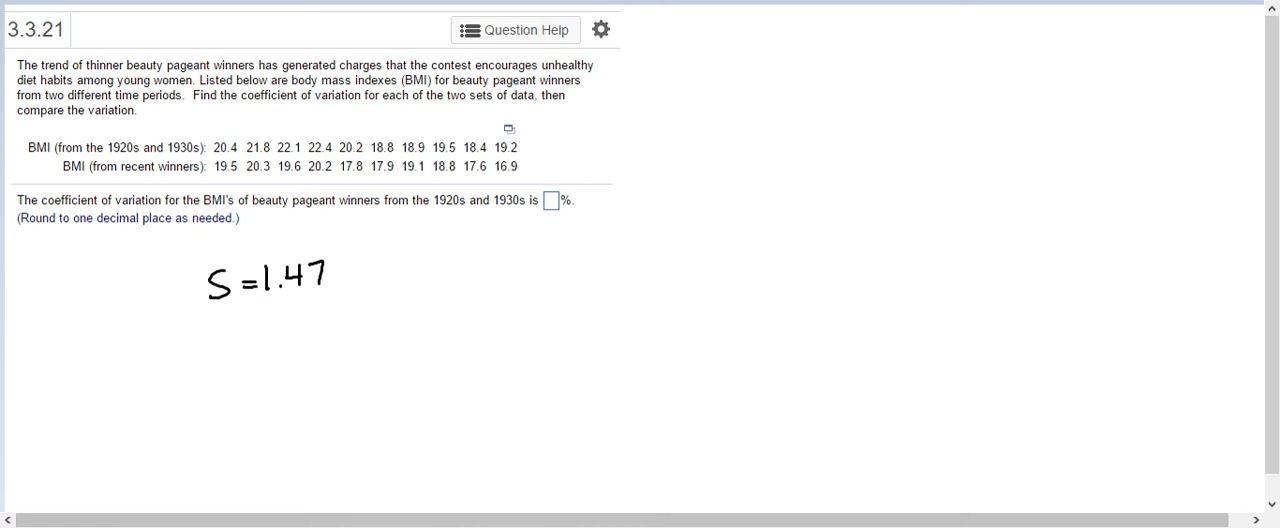 3.3.21
Question Help
The trend of thinner beauty pageant winners has generated charges that the contest encourages unhealthy
diet habits among young women. Listed below are body mass indexes (BMI) for beauty pageant winners
from two different time periods. Find the coefficient of variation for each of the two sets of data, then
compare the variation.
BMI (from the 1920s and 1930s): 20.4 21.8 22.1 22.4 20.2 18.8 18.9 19.5 18.4 19.2
BMI (from recent winners): 19.5 20.3 19.6 20.2 17.8 17.9 19.1 18.8 17.6 16.9
The coefficient of variation for the BMI's of beauty pageant winners from the 1920s and 1930s is %.
(Round to one decimal place as needed.)
S = 1.47